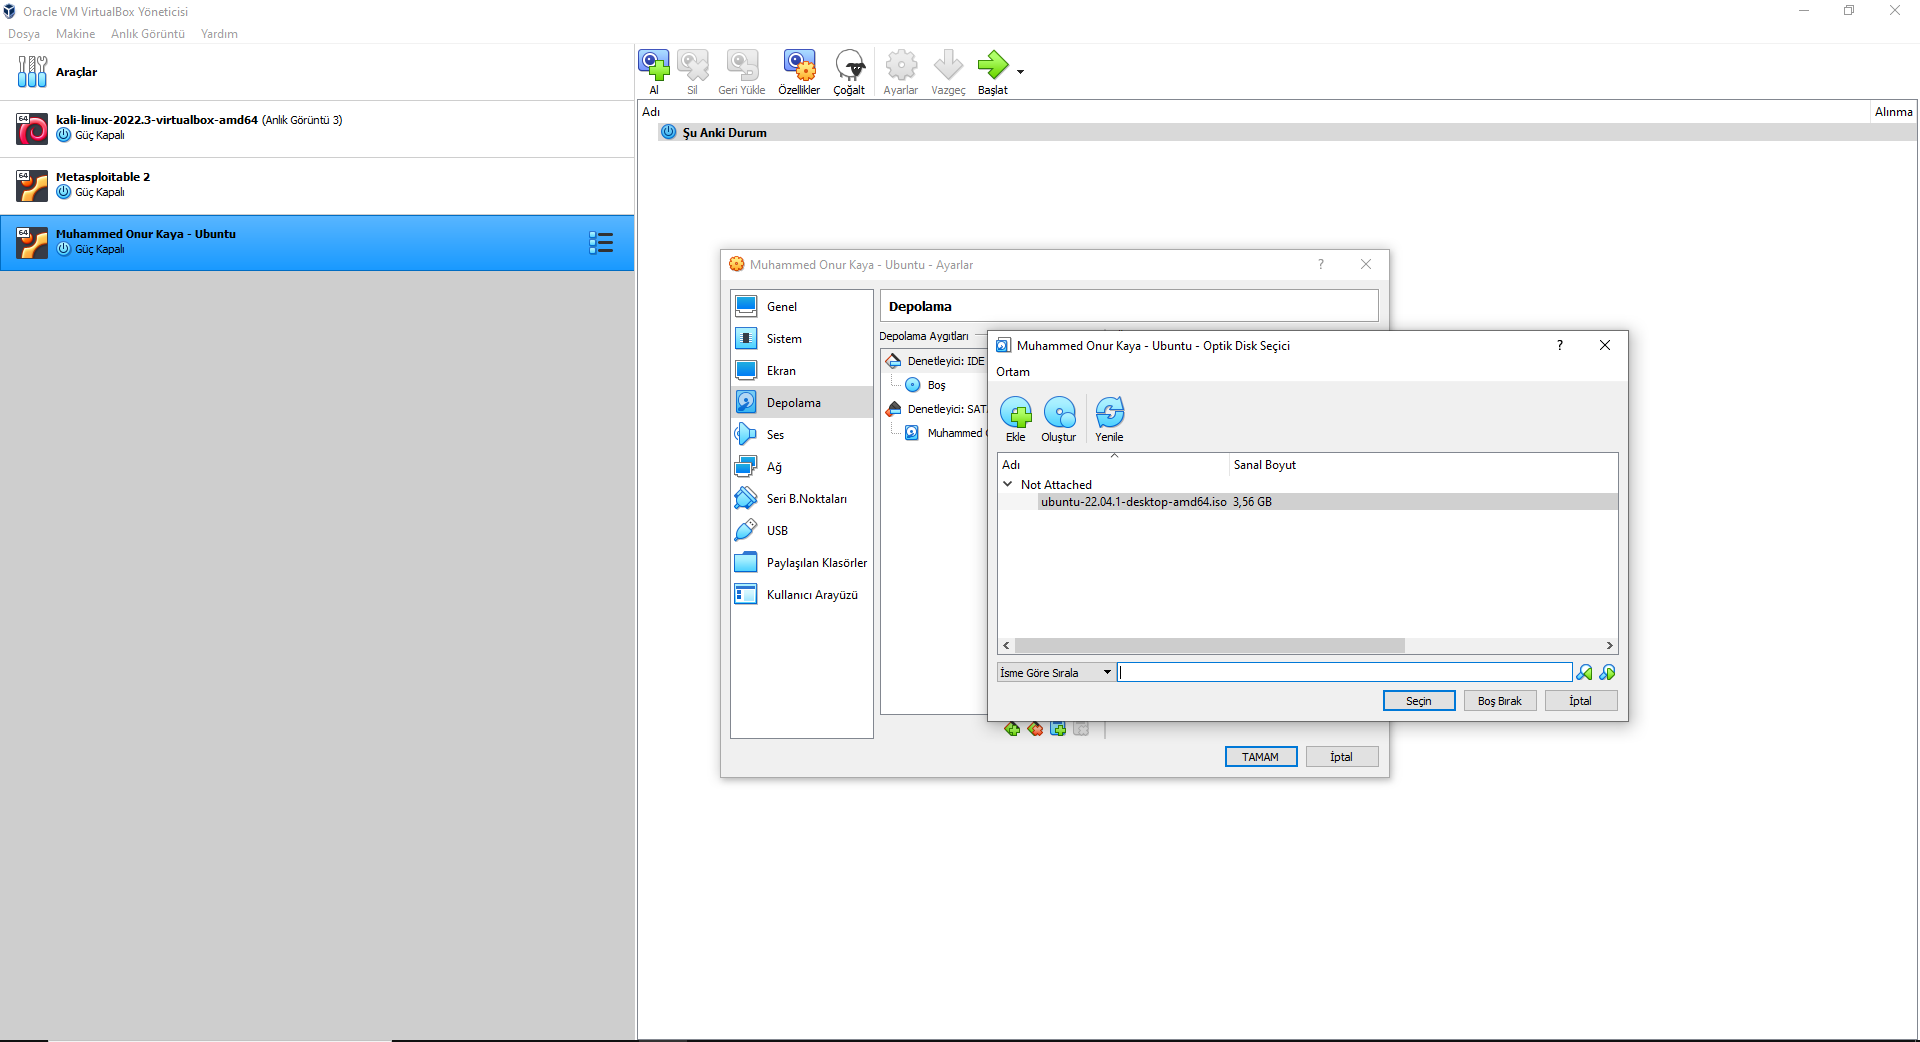 Oracle VM VirtualBox Yöneticisi
Dosya Makine Anlık Görüntü Yardım
Araçlar
64
kali-linux-2022.3-virtualbox-amd64 (Anlık Görüntü 3)
Güç Kapalı
64
Metasploitable 2
Güç Kapalı
64
Muhammed Onur Kaya - Ubuntu
Güç Kapalı
Al Sil Geri Yükle Özellikler Çoğalt Ayarlar Vazgeç Başlat
Adı Alınma
Şu Anki Durum
Muhammed Onur Kaya - Ubuntu - Ayarlar ?
Genel
Sistem
Ekran
Depolama
Ses
Ağ
Seri B.Noktaları
USB
Paylaşılan Klasörler
Kullanıcı Arayüzü
Depolama
Depolama Aygıtları
Denetleyici: IDE
Boş
Denetleyici: SAT
Muhammed
TAMAM İptal
Muhammed Onur Kaya - Ubuntu - Optik Disk Seçici ?
Ortam
Ekle Oluştur Yenile
Adı Sanal Boyut
Not Attached
ubuntu-22.04.1-desktop-amd64.iso 3,56 GB
İsme Göre Sırala
Seçin Boş Bırak İptal